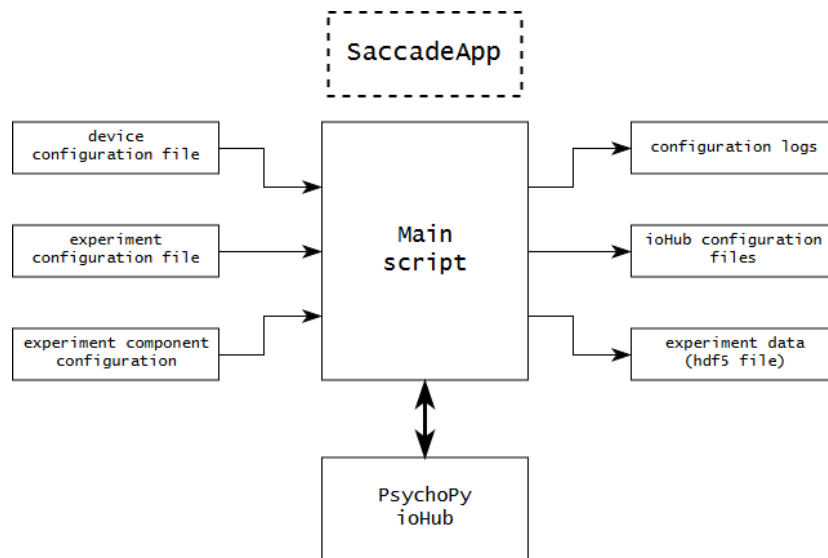 SaccadeApp
device
configuration file
experiment
configuration file
experiment component
configuration
Main
script
configuration logs
ioHub configuration
files
experiment data
(hdf5 file)
PsychoPy
ioHub